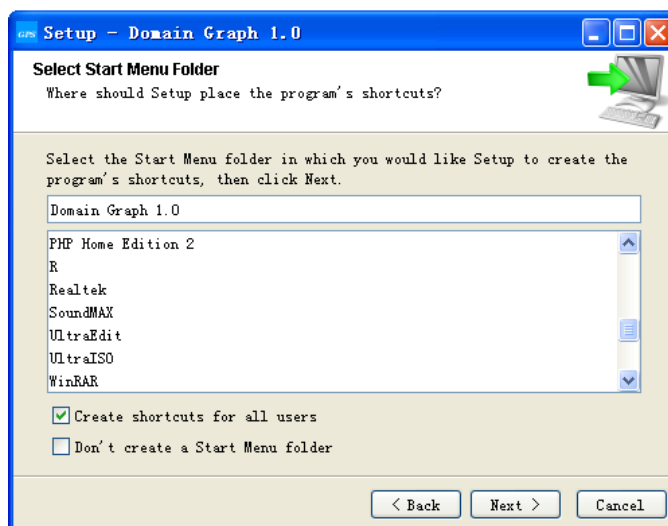 GPS Setup - Domain Graph 1.0
Select Start Menu Folder
Where should Setup place the program's shortcuts?
Select the Start Menu folder in which you would like Setup to create the
program's shortcuts, then click Next.
Domain Graph 1.0
PHP Home Edition 2
R
Realtek
SoundMAX
UltraEdit
UltraISO
WinRAR
Create shortcuts for all users
Don't create a Start Menu folder
< Back Next > Cancel